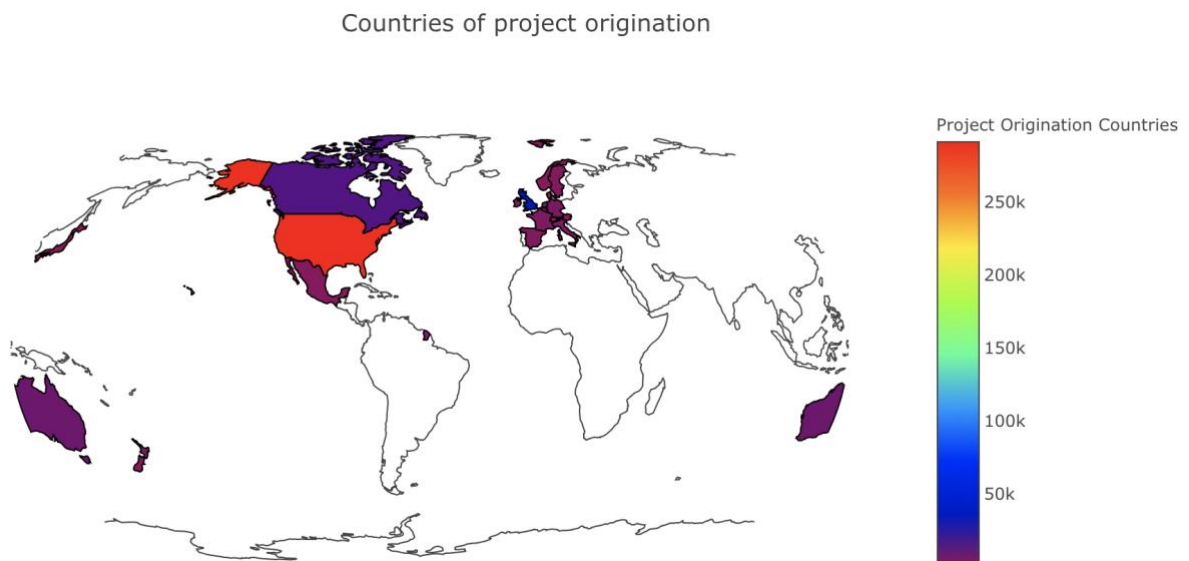 Countries of project origination
Project Origination Countries
250k
200k
150k
100k
50k